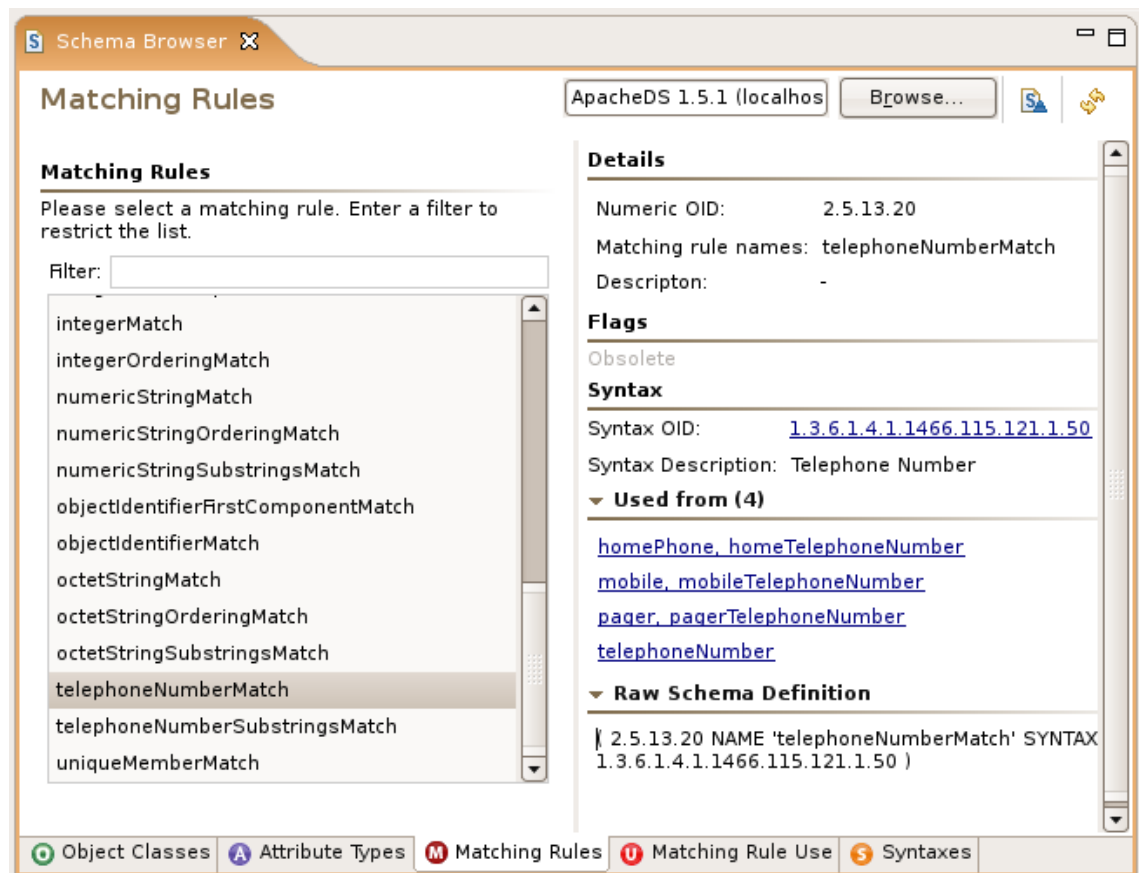 Schema Browser
Matching Rules
ApacheDS 1.5.1 (localhos
Browse...
Matching Rules
Please select a matching rule. Enter a filter to
restrict the list.
Filter:
integerMatch
integerOrderingMatch
numericStringMatch
numericStringOrderingMatch
numericStringSubstringsMatch
objectIdentifierFirstComponentMatch
objectIdentifierMatch
octetStringMatch
octetStringOrderingMatch
octetStringSubstringsMatch
telephoneNumberMatch
telephoneNumberSubstringsMatch
uniqueMemberMatch
Details
Numeric OID: 2.5.13.20
Matching rule names: telephoneNumberMatch
Descripton: -
Flags
Obsolete
Syntax
Syntax OID: 1.3.6.1.4.1.1466.115.121.1.50
Syntax Description: Telephone Number
Used from (4)
homePhone, homeTelephoneNumber
mobile, mobileTelephoneNumber
pager, pagerTelephoneNumber
telephoneNumber
Raw Schema Definition
( 2.5.13.20 NAME 'telephoneNumberMatch' SYNTAX
1.3.6.1.4.1.1466.115.121.1.50 )
Object Classes
Attribute Types
Matching Rules
Matching Rule Use
Syntaxes